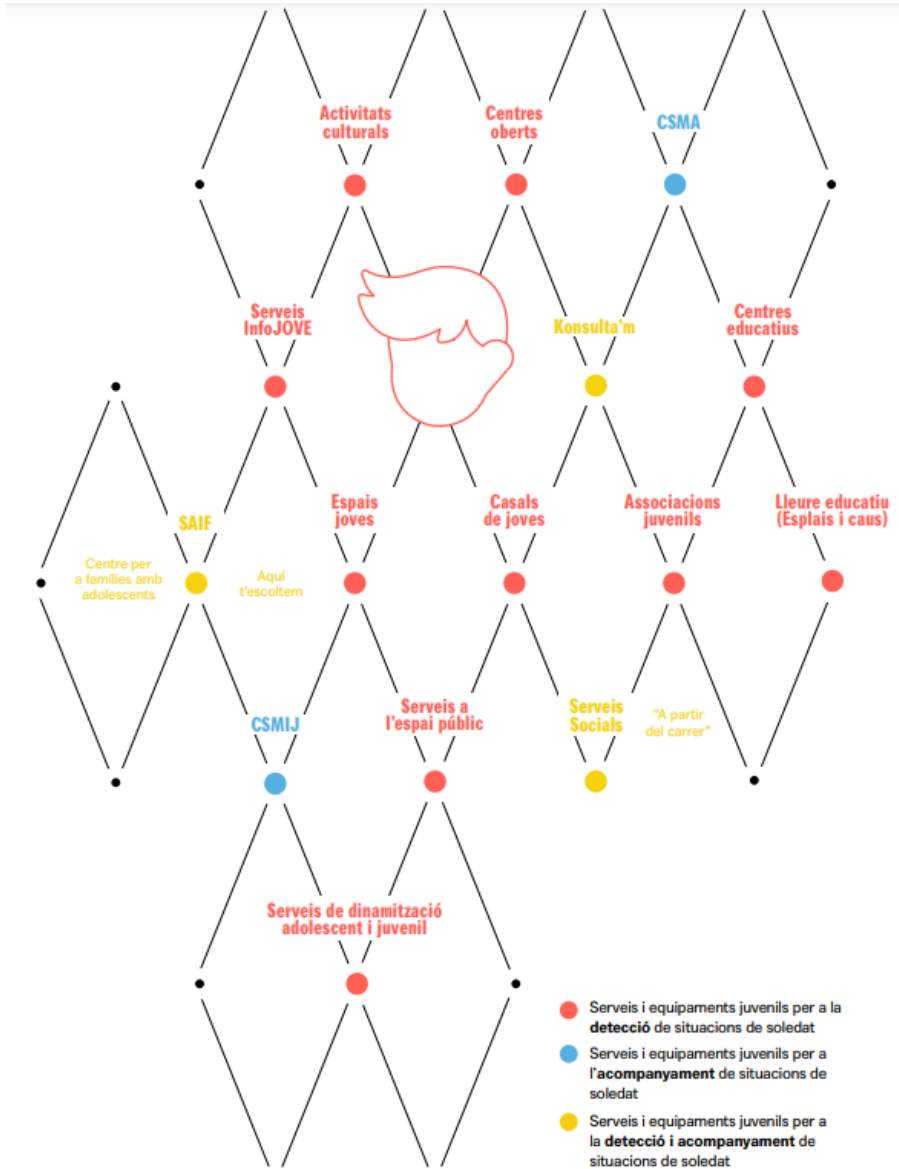 Activitats
culturals
Centres
oberts
CSMA
Serveis
InfoJOVE
Konsulta'm
Centres
educatius
SAIF
Espais
joves
Casals
de joves
Associacions
juvenils
Lleure educatiu
(Esplais i caus)
Centre per
a famílies amb
adolescents
Aquí
t'escoltem
CSMIJ
Serveis a
l'espai públic
Serveis
Socials
"A partir
del carrer"
Serveis de dinamització
adolescent i juvenil
Serveis i equipaments juvenils per a la
detecció de situacions de soledat
Serveis i equipaments juvenils per a
l'acompanyament de situacions de
soledat
Serveis i equipaments juvenils per a
la detecció i acompanyament de
situacions de soledat